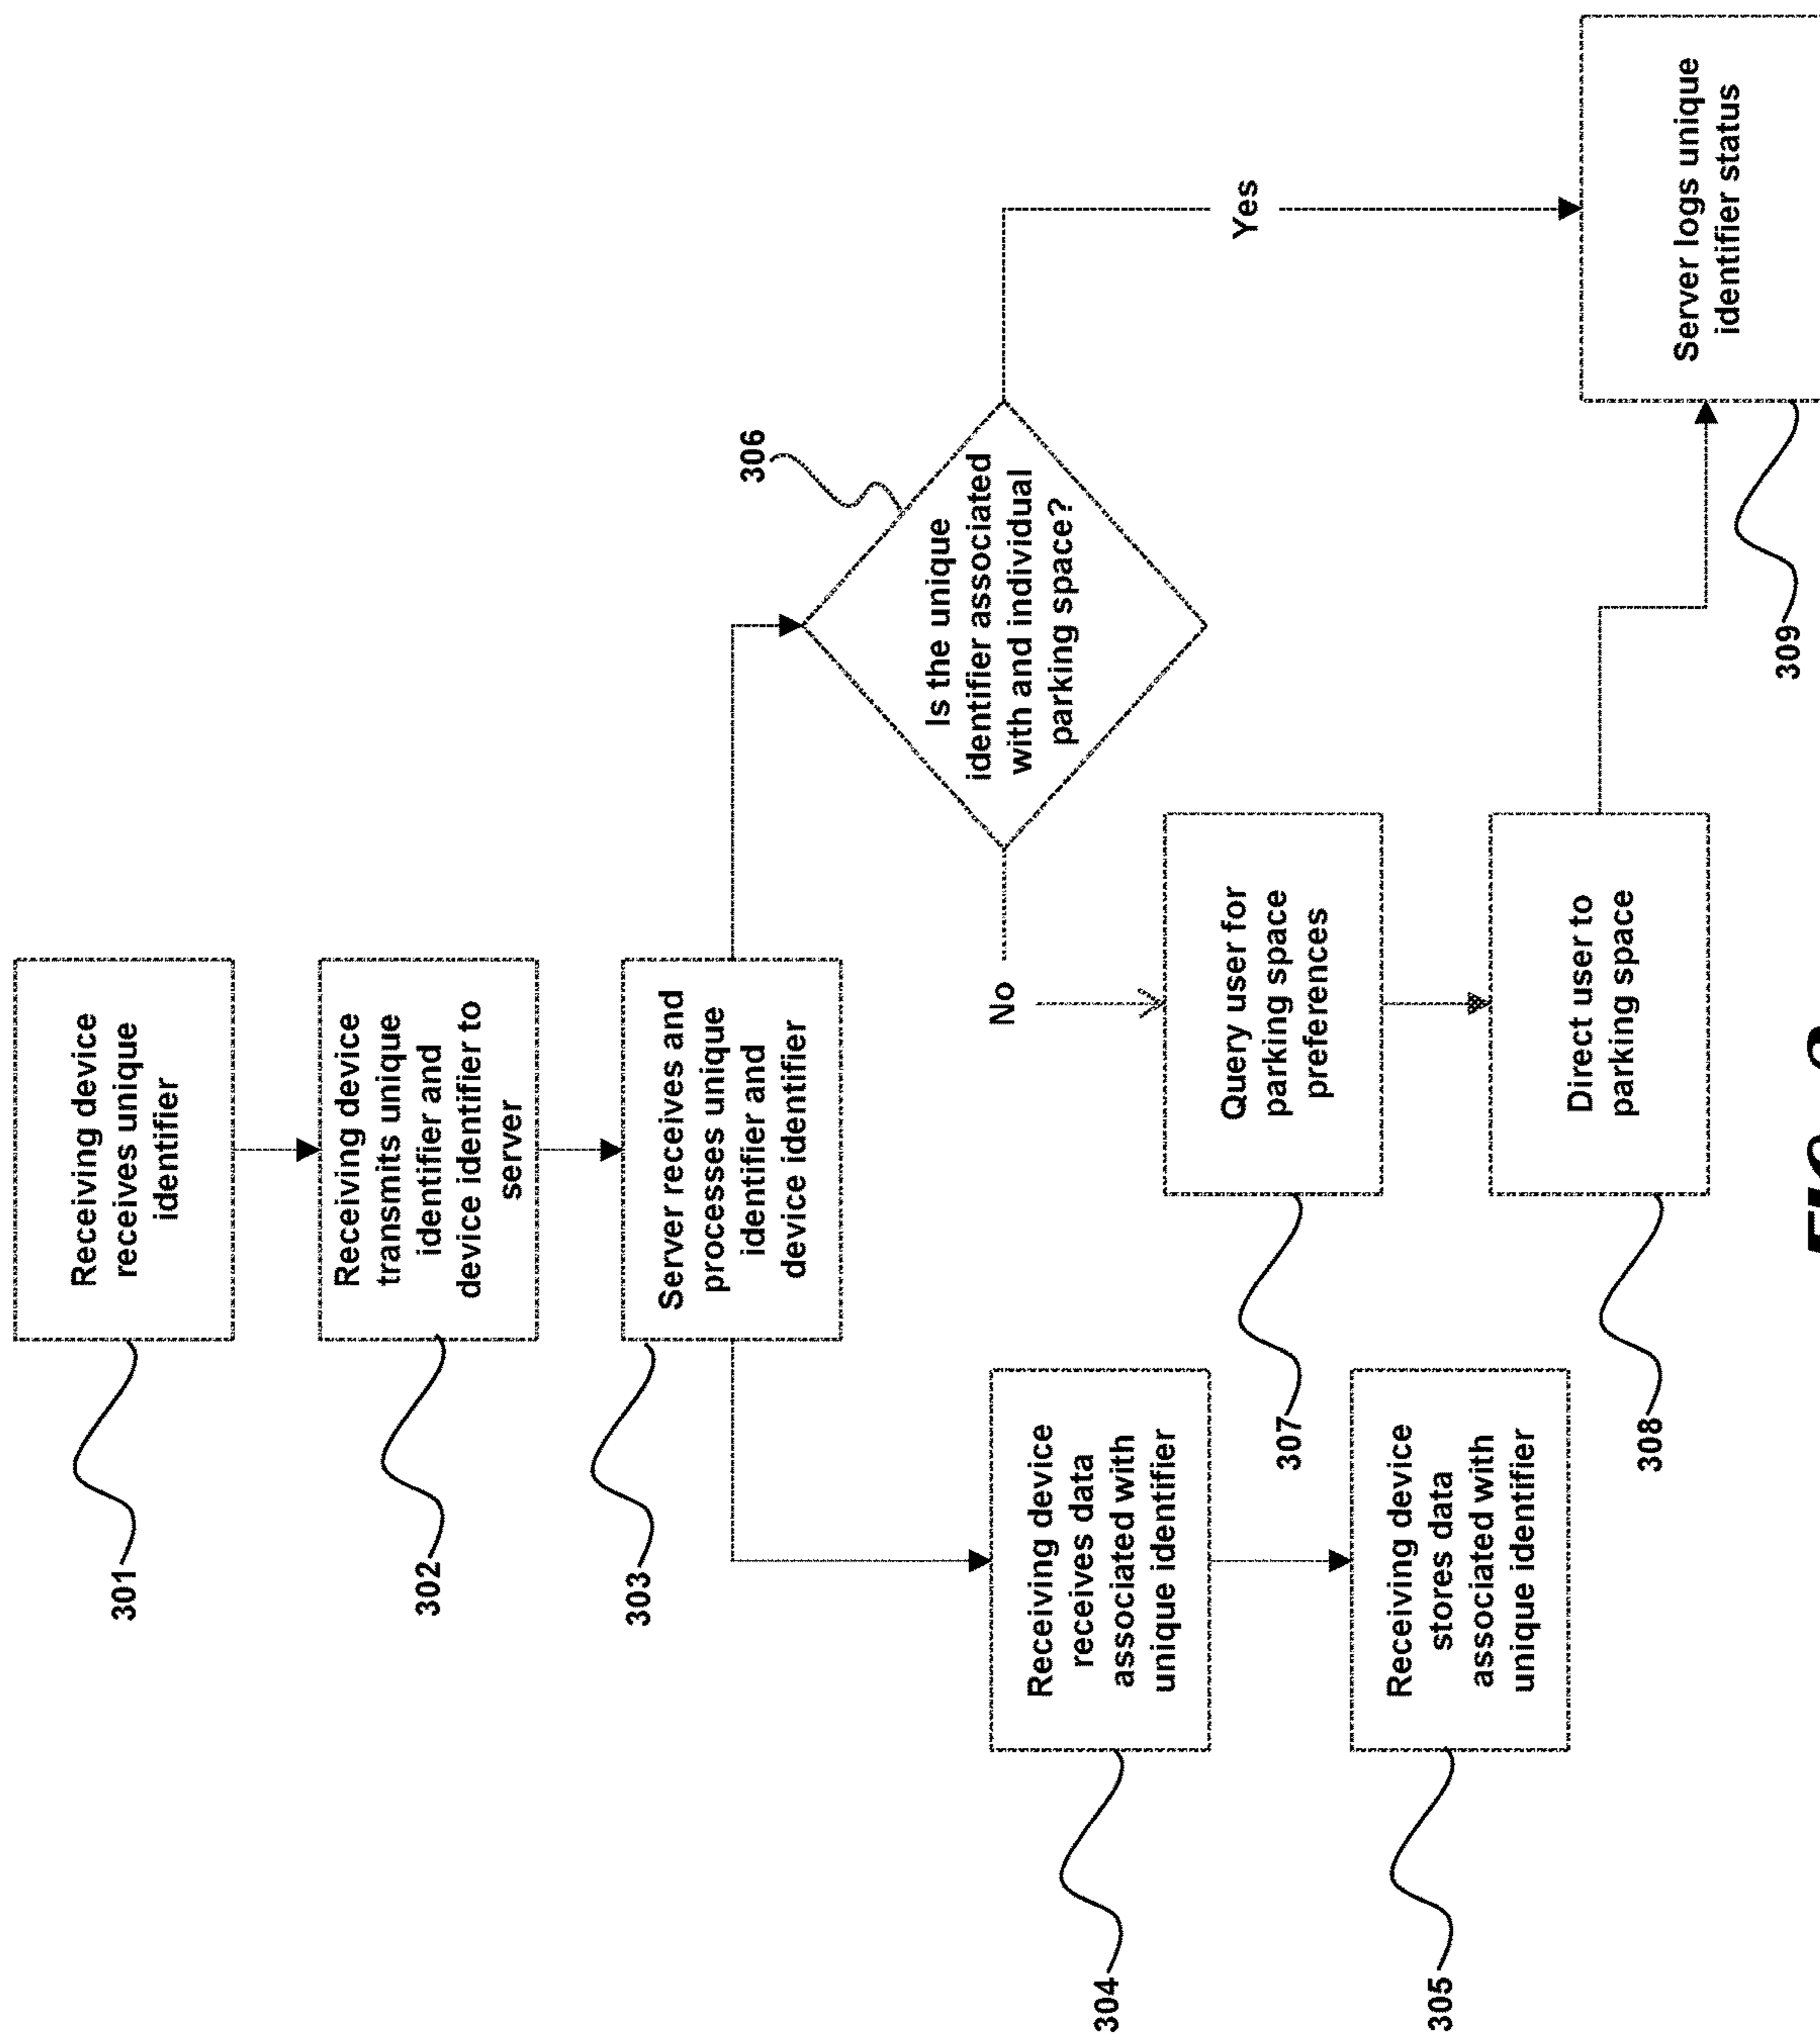 Receiving device
receives unique
identifier
301
Receiving device
transmits unique
identifier and
device identifier to
server
302
Server receives and
processes unique
identifier and
device identifier
303
306
Is the unique
identifier associated
with and individual
parking space?
Yes
No
Receiving device
receives data
associated with
unique identifier
304
Query user for
parking space
preferences
307
Receiving device
stores data
associated with
unique identifier
305
Direct user to
parking space
308
Server logs unique
identifier status
309